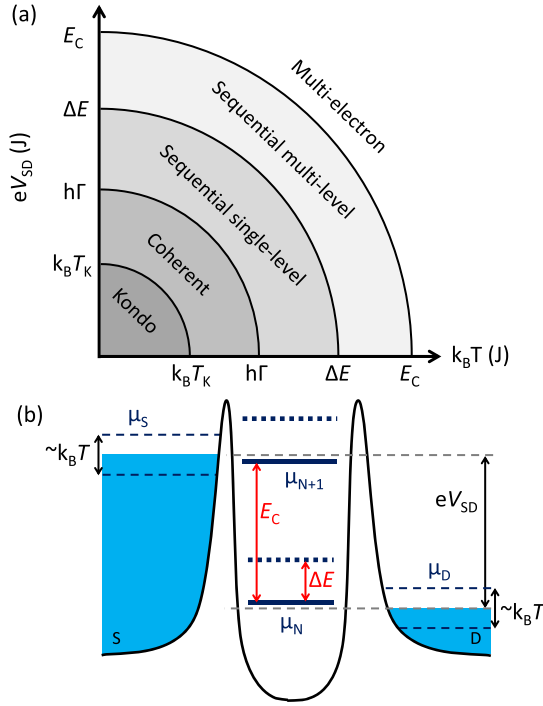 (a)
E_C
ΔE
hΓ
k_BT_K
eV_SD (J)
Multi-electron
Sequential multi-level
Sequential single-level
Coherent
Kondo
k_BT_K
hΓ
ΔE
E_C
k_BT (J)
(b)
μ_S
~k_BT
μ_N+1
E_C
eV_SD
ΔE
μ_D
~k_BT
μ_N
S
D